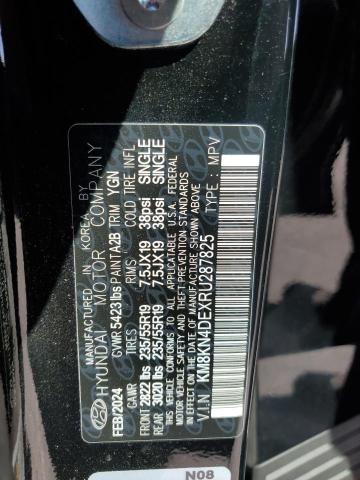 MANUFACTURED IN KOREA BY
HYUNDAI MOTOR COMPANY
FEB/2024 GVWR 5423 lbs PAINT A2B TRIM YGN
GAWR TIRES RIMS COLD TIRE INFL
FRONT 2822 lbs 235/55R19 7.5JX19 38psi SINGLE
REAR 3020 lbs 235/55R19 7.5JX19 38psi SINGLE
THIS VEHICLE CONFORMS TO ALL APPLICABLE U.S.A. FEDERAL
MOTOR VEHICLE SAFETY AND THEFT PREVENTION STANDARDS
IN EFFECT ON THE DATE OF MANUFACTURE SHOWN ABOVE
V.I.N : KM8KN4DEXRU287825 TYPE : MPV
N08